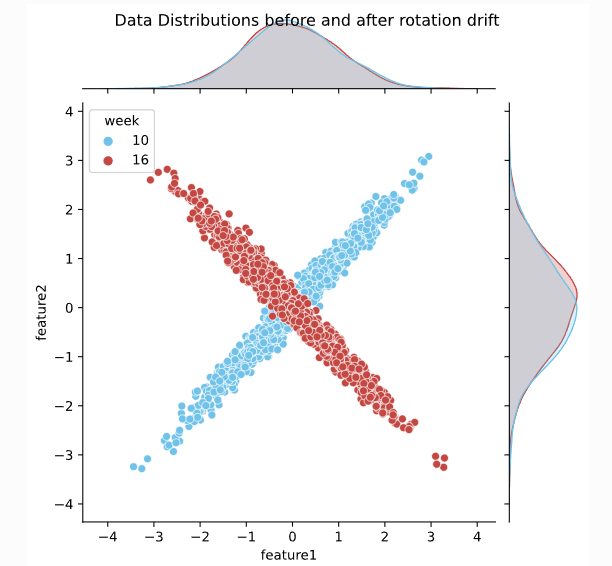 Data Distributions before and after rotation drift
week
10
16
4
3
2
1
0
−1
−2
−3
−4
feature2
−4 −3 −2 −1 0 1 2 3 4
feature1